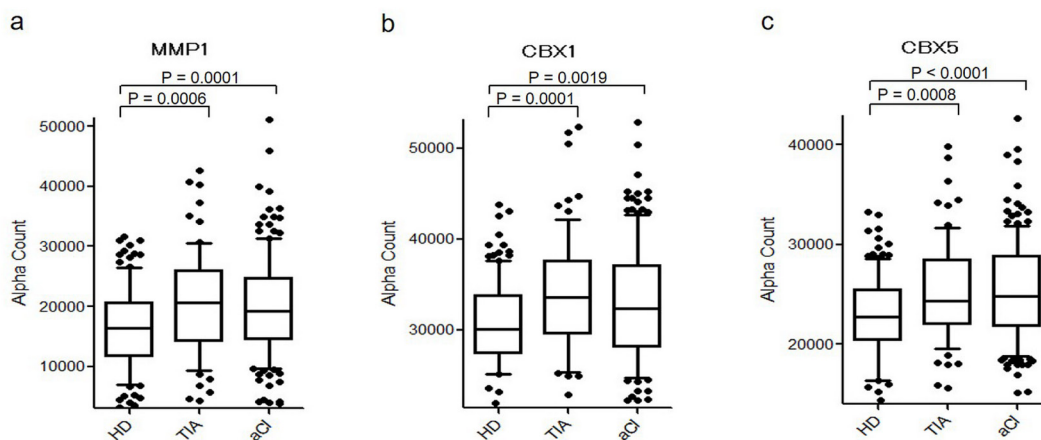 a
MMP1
P = 0.0001
P = 0.0006
50000
40000
30000
20000
10000
Alpha Count
HD
TIA
aCI
b
CBX1
P = 0.0019
P = 0.0001
50000
40000
30000
Alpha Count
HD
TIA
aCI
c
CBX5
P < 0.0001
P = 0.0008
40000
30000
20000
Alpha Count
HD
TIA
aCI